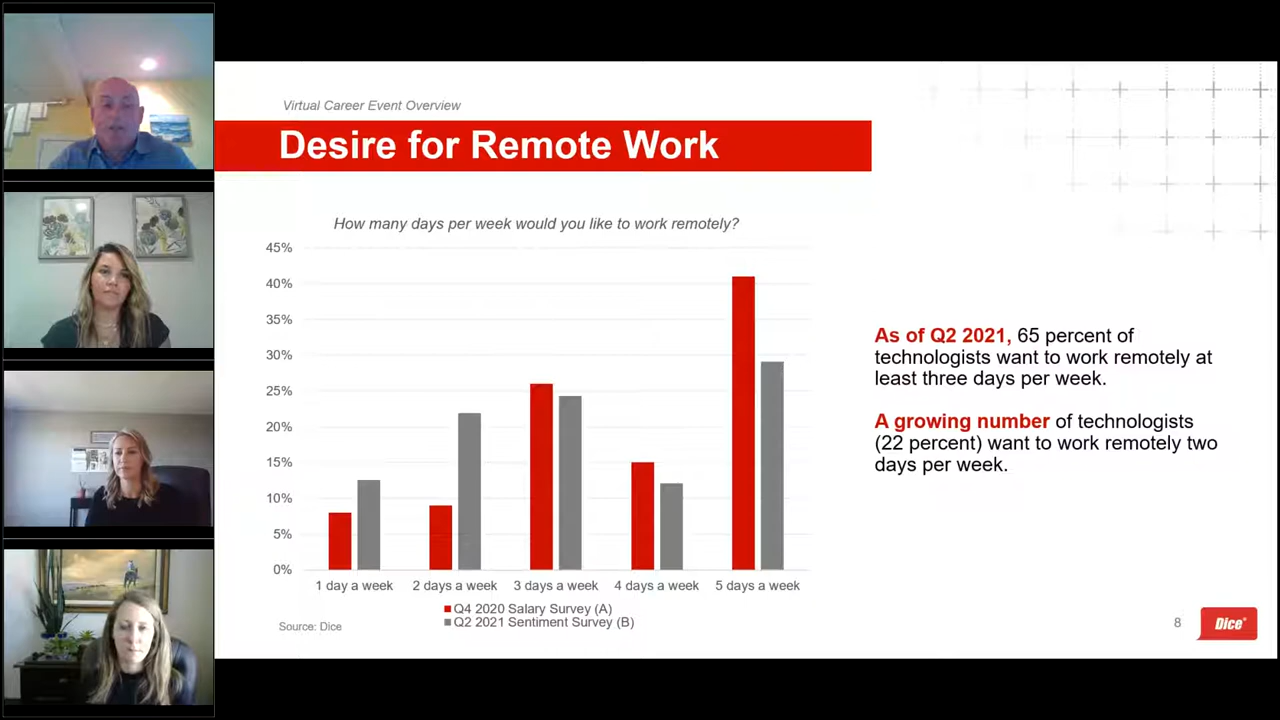 Virtual Career Event Overview
Desire for Remote Work
How many days per week would you like to work remotely?
45%
40%
35%
30%
25%
20%
15%
10%
5%
0%
1 day a week
2 days a week
3 days a week
4 days a week
5 days a week
Q4 2020 Salary Survey (A)
Q2 2021 Sentiment Survey (B)
Source: Dice
As of Q2 2021, 65 percent of
technologists want to work remotely at
least three days per week.
A growing number of technologists
(22 percent) want to work remotely two
days per week.
8
Dice®